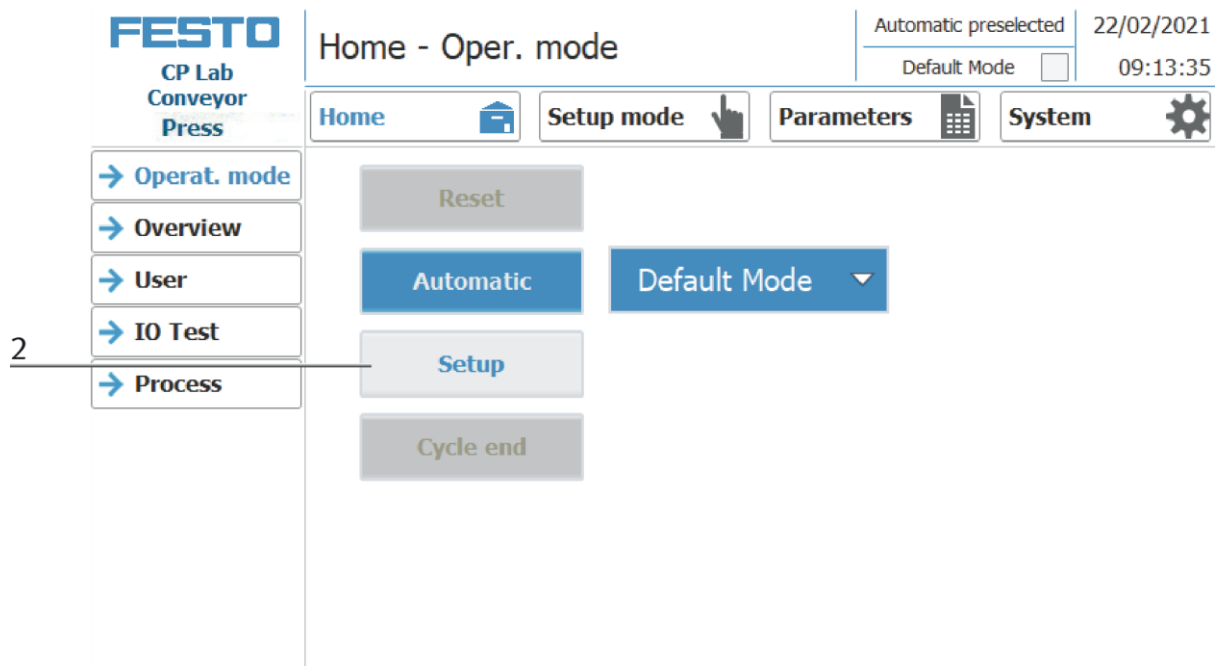 FESTO
CP Lab
Conveyor
Press
Home - Oper. mode
Automatic preselected
Default Mode
22/02/2021
09:13:35
Home
Setup mode
Parameters
System
Operat. mode
Overview
User
IO Test
Process
Reset
Automatic
Default Mode
Setup
Cycle end
2